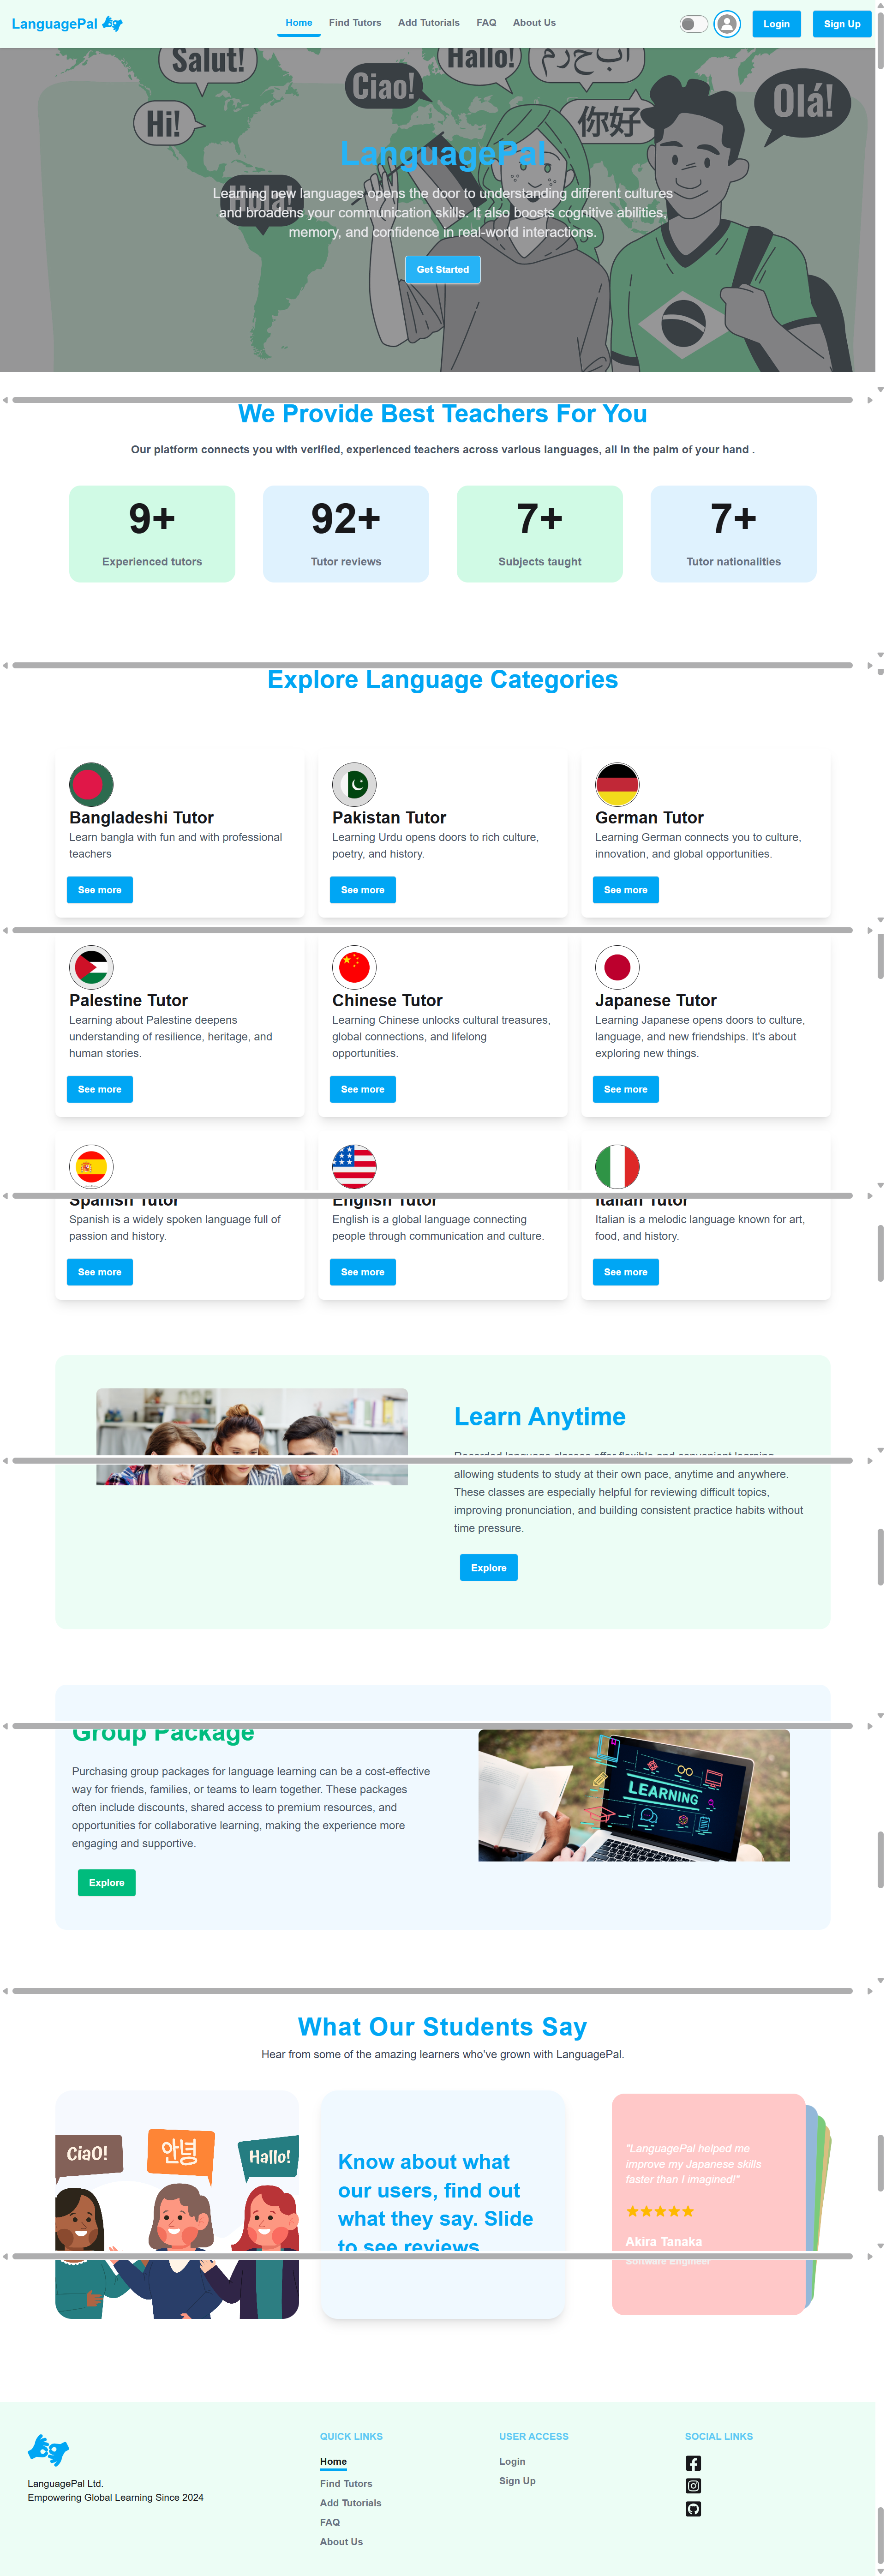 LanguagePal
Home
Find Tutors
Add Tutorials
FAQ
About Us
Login
Sign Up
Salut!
Hallo!
Ciao!
Hi!
你好
Olá!
LanguagePal
Hola!
Learning new languages opens the door to understanding different cultures
and broadens your communication skills. It also boosts cognitive abilities,
memory, and confidence in real-world interactions.
Get Started
We Provide Best Teachers For You
Our platform connects you with verified, experienced teachers across various languages, all in the palm of your hand .
9+
92+
7+
7+
Experienced tutors
Tutor reviews
Subjects taught
Tutor nationalities
Explore Language Categories
Bangladeshi Tutor
Learn bangla with fun and with professional
teachers
See more
Pakistan Tutor
Learning Urdu opens doors to rich culture,
poetry, and history.
See more
German Tutor
Learning German connects you to culture,
innovation, and global opportunities.
See more
Palestine Tutor
Learning about Palestine deepens
understanding of resilience, heritage, and
human stories.
See more
Chinese Tutor
Learning Chinese unlocks cultural treasures,
global connections, and lifelong
opportunities.
See more
Japanese Tutor
Learning Japanese opens doors to culture,
language, and new friendships. It's about
exploring new things.
See more
Spanish Tutor
Spanish is a widely spoken language full of
passion and history.
See more
English Tutor
English is a global language connecting
people through communication and culture.
See more
Italian Tutor
Italian is a melodic language known for art,
food, and history.
See more
Learn Anytime
Recorded language classes offer flexible and convenient learning,
allowing students to study at their own pace, anytime and anywhere.
These classes are especially helpful for reviewing difficult topics,
improving pronunciation, and building consistent practice habits without
time pressure.
Explore
Group Package
Purchasing group packages for language learning can be a cost-effective
way for friends, families, or teams to learn together. These packages
often include discounts, shared access to premium resources, and
opportunities for collaborative learning, making the experience more
engaging and supportive.
Explore
LEARNING
What Our Students Say
Hear from some of the amazing learners who've grown with LanguagePal.
CiaO!
안녕
Hallo!
Know about what
our users, find out
what they say. Slide
to see reviews
"LanguagePal helped me
improve my Japanese skills
faster than I imagined!"
Akira Tanaka
Software Engineer
LanguagePal Ltd.
Empowering Global Learning Since 2024
QUICK LINKS
Home
Find Tutors
Add Tutorials
FAQ
About Us
USER ACCESS
Login
Sign Up
SOCIAL LINKS